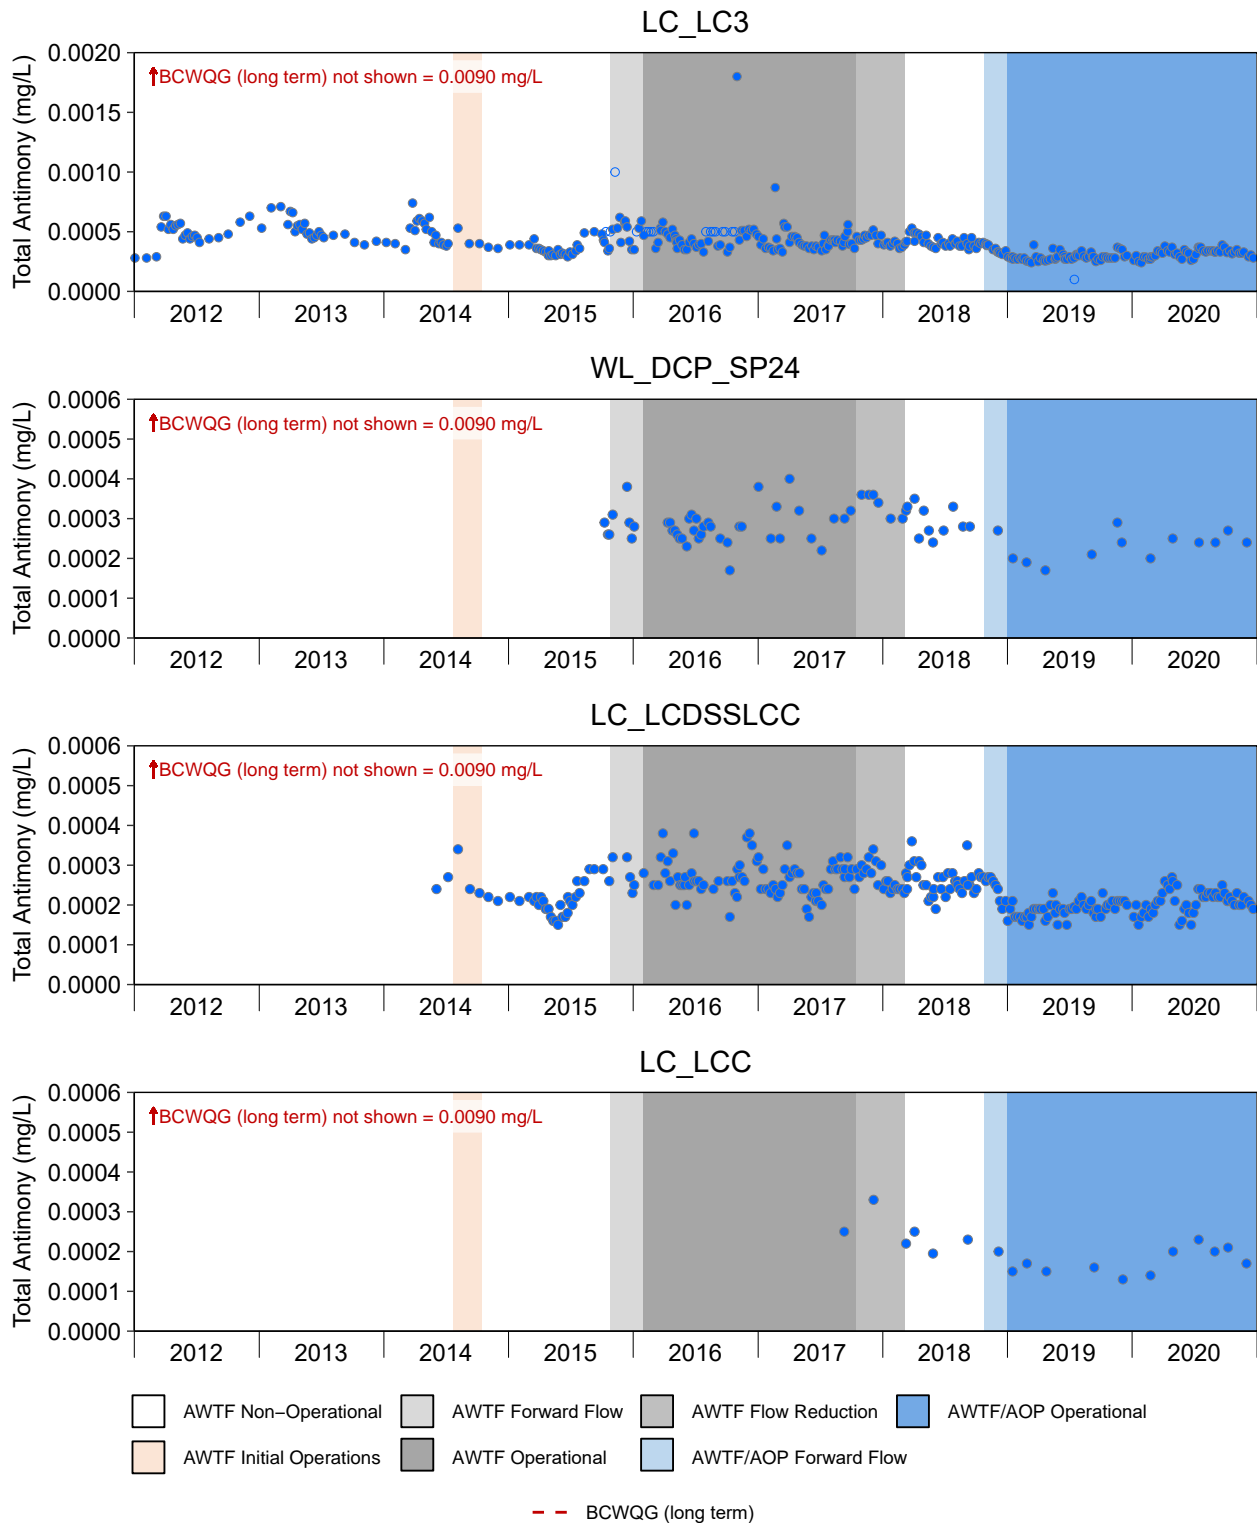 LC_LC3
Total Antimony (mg/L)
0.0020
0.0015
0.0010
0.0005
0.0000
BCWQG (long term) not shown = 0.0090 mg/L
2012 2013 2014 2015 2016 2017 2018 2019 2020
WL_DCP_SP24
Total Antimony (mg/L)
0.0006
0.0005
0.0004
0.0003
0.0002
0.0001
0.0000
BCWQG (long term) not shown = 0.0090 mg/L
2012 2013 2014 2015 2016 2017 2018 2019 2020
LC_LCDSSLCC
Total Antimony (mg/L)
0.0006
0.0005
0.0004
0.0003
0.0002
0.0001
0.0000
BCWQG (long term) not shown = 0.0090 mg/L
2012 2013 2014 2015 2016 2017 2018 2019 2020
LC_LCC
Total Antimony (mg/L)
0.0006
0.0005
0.0004
0.0003
0.0002
0.0001
0.0000
BCWQG (long term) not shown = 0.0090 mg/L
2012 2013 2014 2015 2016 2017 2018 2019 2020
AWTF Non−Operational AWTF Forward Flow AWTF Flow Reduction AWTF/AOP Operational
AWTF Initial Operations AWTF Operational AWTF/AOP Forward Flow
BCWQG (long term)